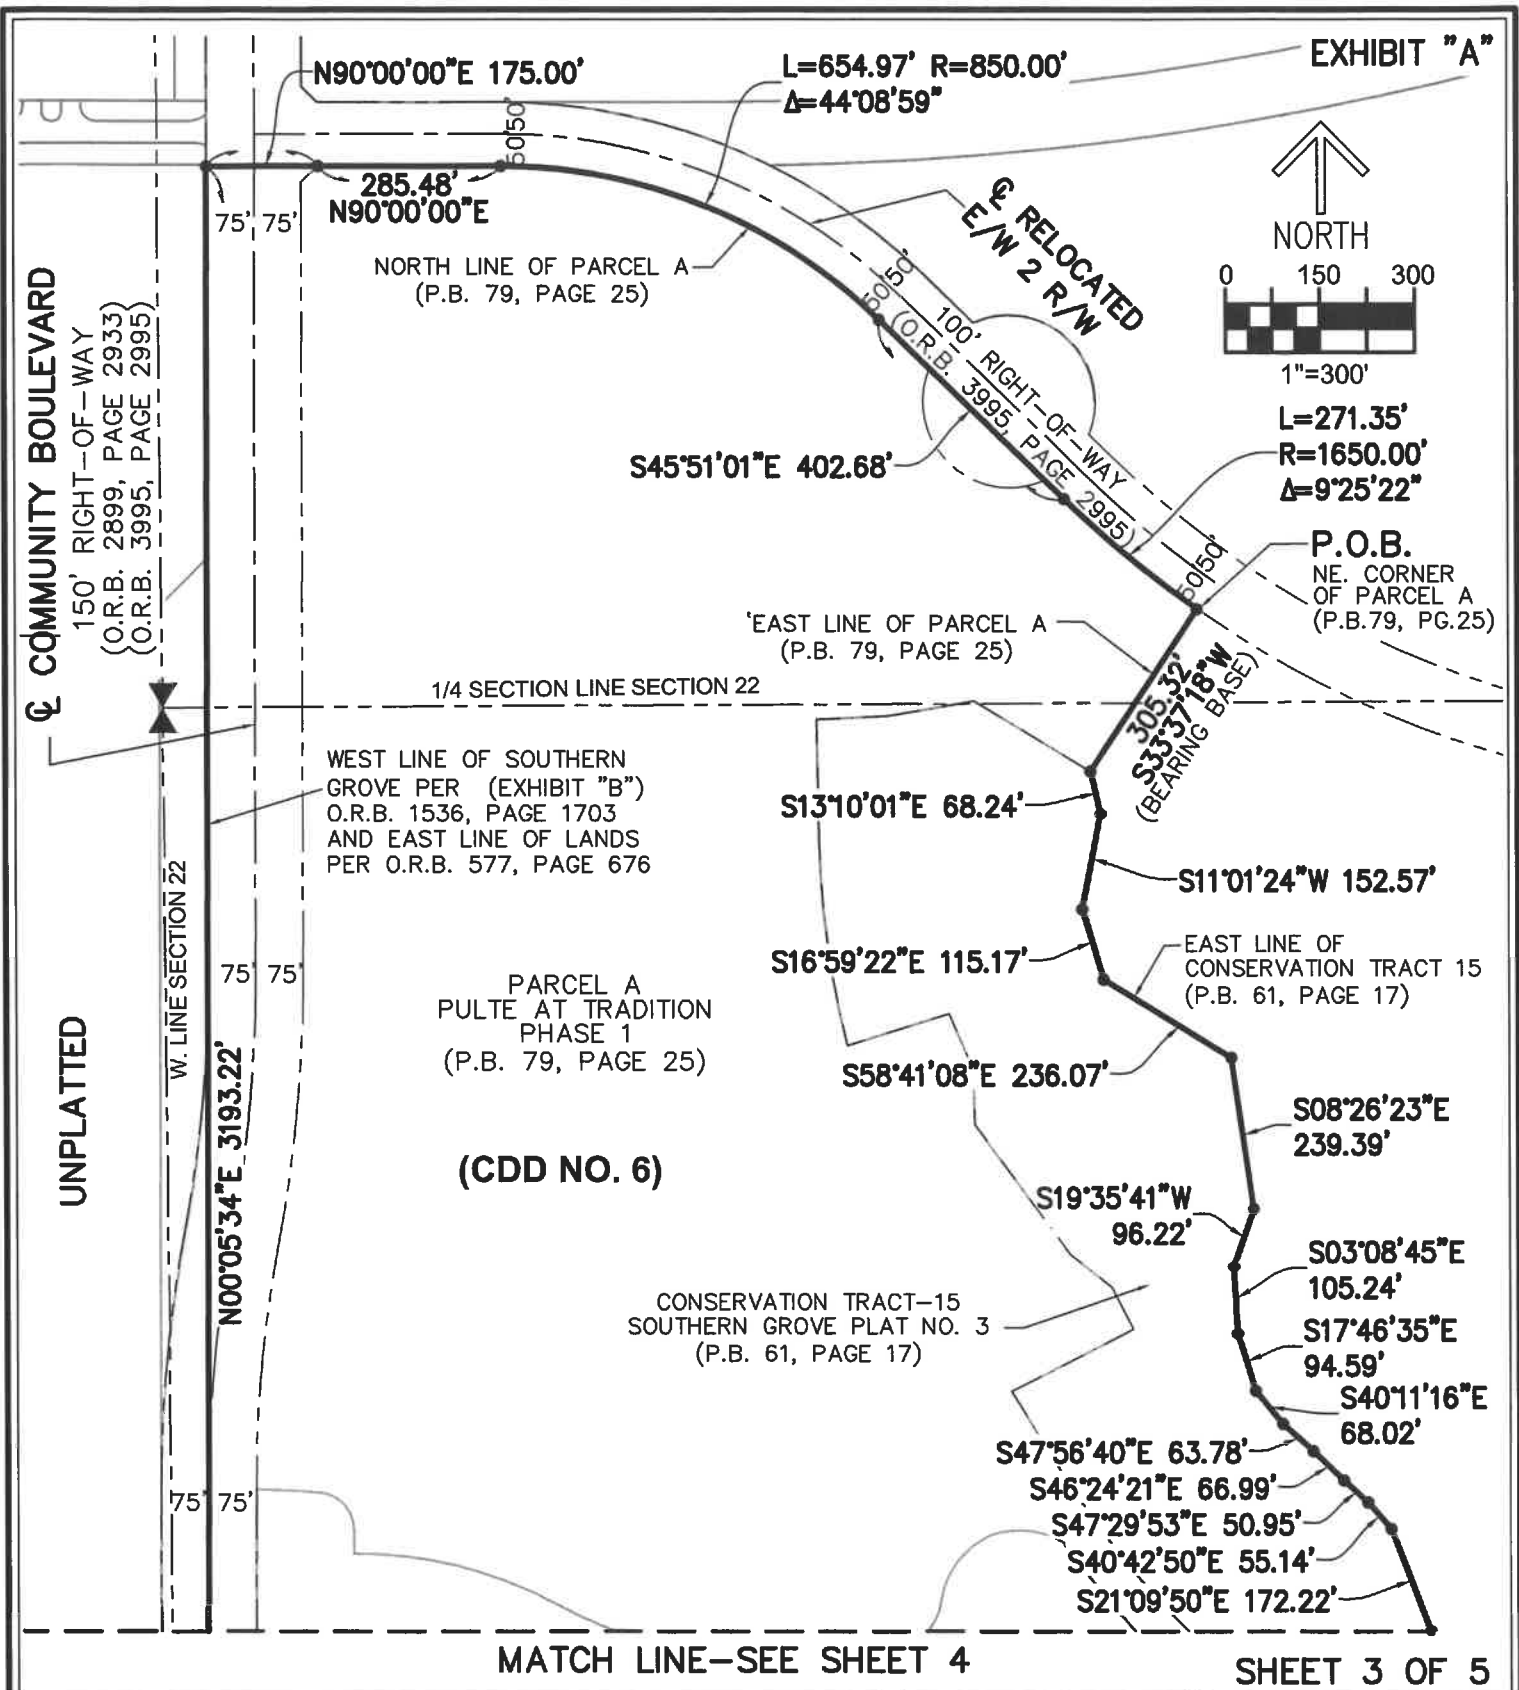 EXHIBIT "A"
N90°00'00"E 175.00'
L=654.97' R=850.00'
Δ=44°08'59"
50' 50'
285.48'
N90°00'00"E
75' 75'
NORTH LINE OF PARCEL A
(P.B. 79, PAGE 25)
℄ RELOCATED
E/W 2 R/W
NORTH
0 150 300
1"=300'
50' 50'
100' RIGHT-OF-WAY
(O.R.B. 3995, PAGE 2995)
℄ COMMUNITY BOULEVARD
150' RIGHT-OF-WAY
(O.R.B. 2899, PAGE 2933)
(O.R.B. 3995, PAGE 2995)
S45°51'01"E 402.68'
L=271.35'
R=1650.00'
Δ=9°25'22"
50' 50'
P.O.B.
NE. CORNER
OF PARCEL A
(P.B.79, PG.25)
'EAST LINE OF PARCEL A
(P.B. 79, PAGE 25)
305.32'
S33°37'18"W
(BEARING BASE)
1/4 SECTION LINE SECTION 22
WEST LINE OF SOUTHERN
GROVE PER (EXHIBIT "B")
O.R.B. 1536, PAGE 1703
AND EAST LINE OF LANDS
PER O.R.B. 577, PAGE 676
S13°10'01"E 68.24'
S11°01'24"W 152.57'
W. LINE SECTION 22
75' 75'
S16°59'22"E 115.17'
EAST LINE OF
CONSERVATION TRACT 15
(P.B. 61, PAGE 17)
PARCEL A
PULTE AT TRADITION
PHASE 1
(P.B. 79, PAGE 25)
S58°41'08"E 236.07'
UNPLATTED
N00°05'34"E 3193.22'
S08°26'23"E
239.39'
(CDD NO. 6)
S19°35'41"W
96.22'
S03°08'45"E
105.24'
CONSERVATION TRACT-15
SOUTHERN GROVE PLAT NO. 3
(P.B. 61, PAGE 17)
S17°46'35"E
94.59'
S40°11'16"E
68.02'
S47°56'40"E 63.78'
S46°24'21"E 66.99'
75' 75'
S47°29'53"E 50.95'
S40°42'50"E 55.14'
S21°09'50"E 172.22'
MATCH LINE-SEE SHEET 4
SHEET 3 OF 5